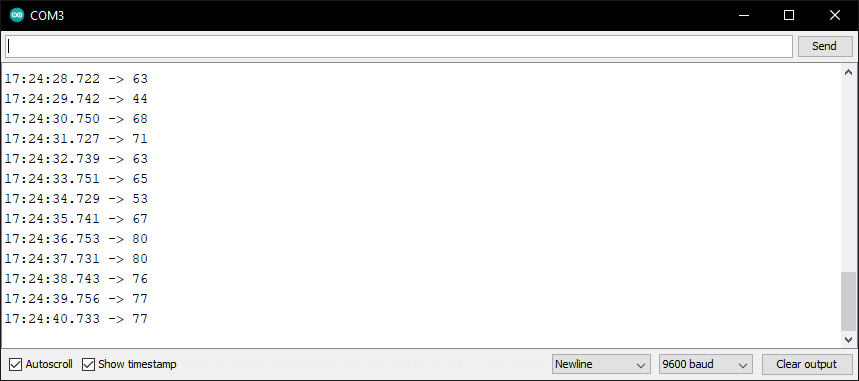 COM3
Send
17:24:28.722 -> 63
17:24:29.742 -> 44
17:24:30.750 -> 68
17:24:31.727 -> 71
17:24:32.739 -> 63
17:24:33.751 -> 65
17:24:34.729 -> 53
17:24:35.741 -> 67
17:24:36.753 -> 80
17:24:37.731 -> 80
17:24:38.743 -> 76
17:24:39.756 -> 77
17:24:40.733 -> 77
Autoscroll Show timestamp Newline 9600 baud Clear output